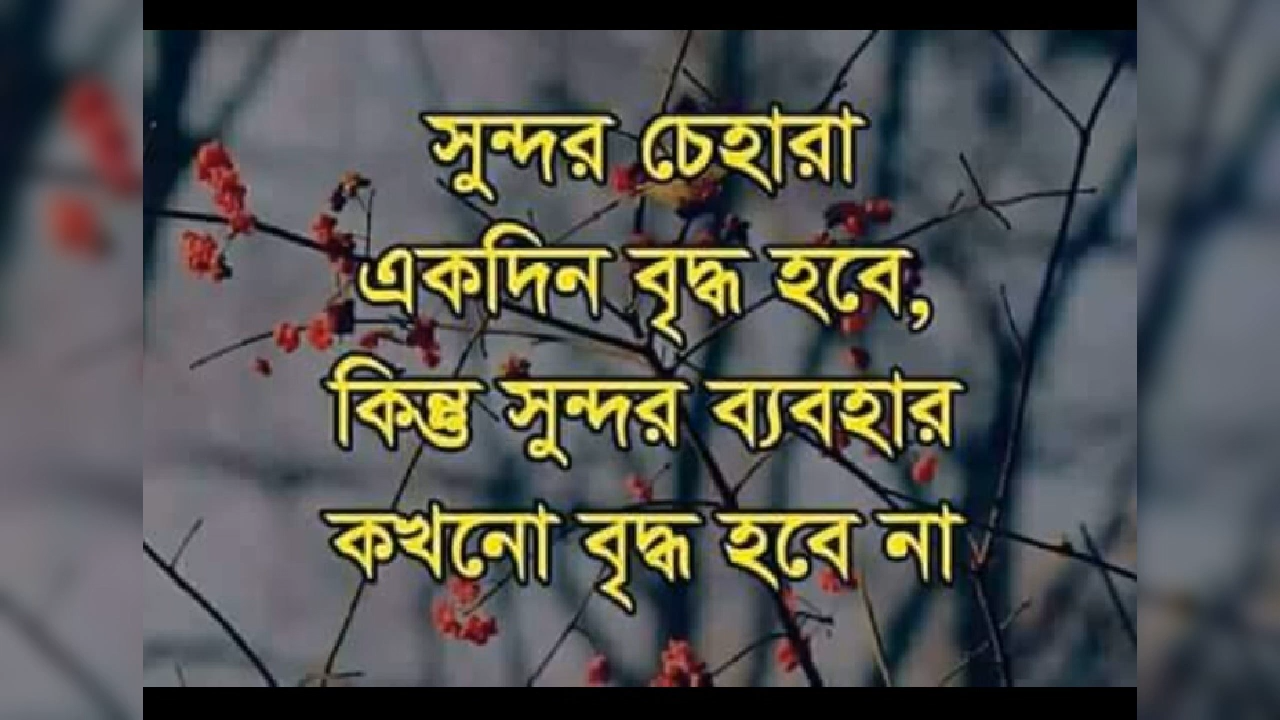 সুন্দর চেহারা
একদিন বৃদ্ধ হবে,
কিন্তু সুন্দর ব্যবহার
কখনো বৃদ্ধ হবে না